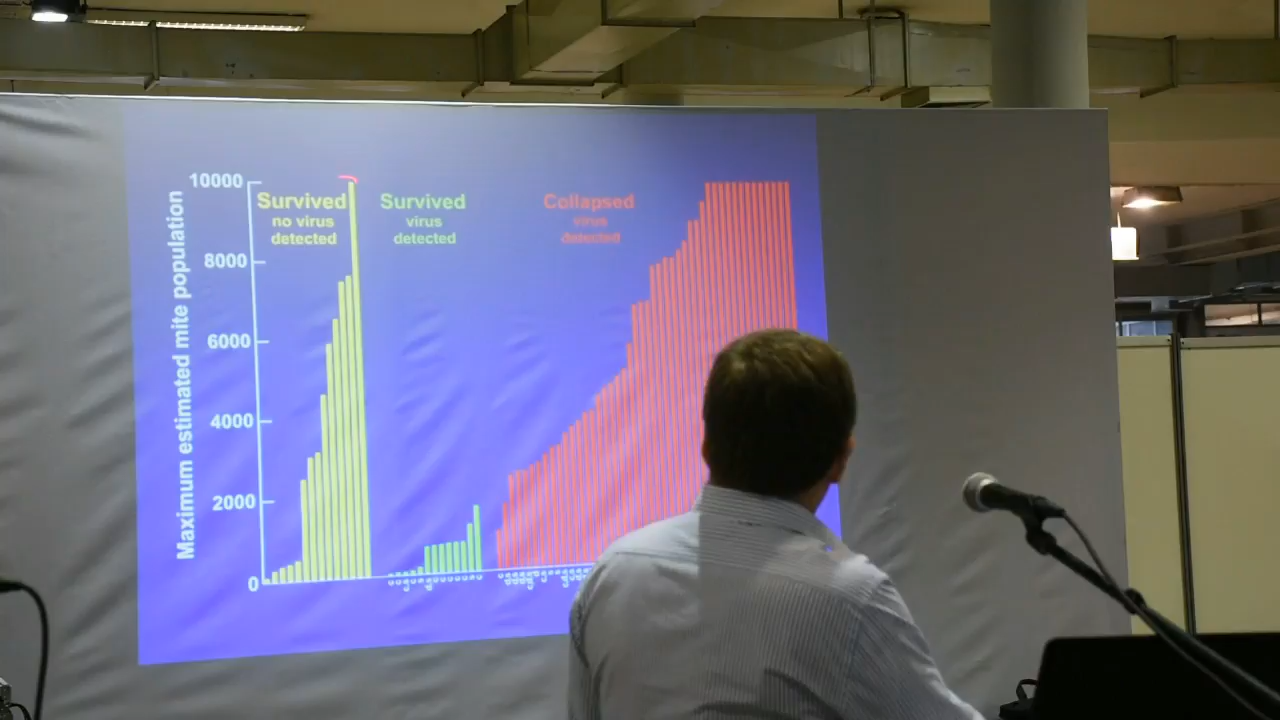 Maximum estimated mite population
10000
8000
6000
4000
2000
0
Survived
no virus
detected
Survived
virus
detected
Collapsed
virus
detected